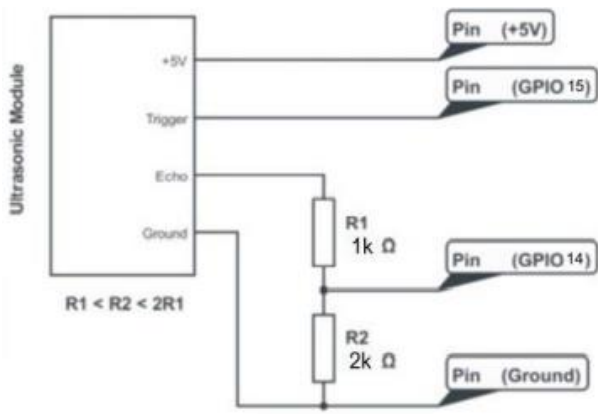 Ultrasonic Module
+5V
Trigger
Echo
Ground
R1 < R2 < 2R1
R1
1k Ω
R2
2k Ω
Pin (+5V)
Pin (GPIO 15)
Pin (GPIO 14)
Pin (Ground)